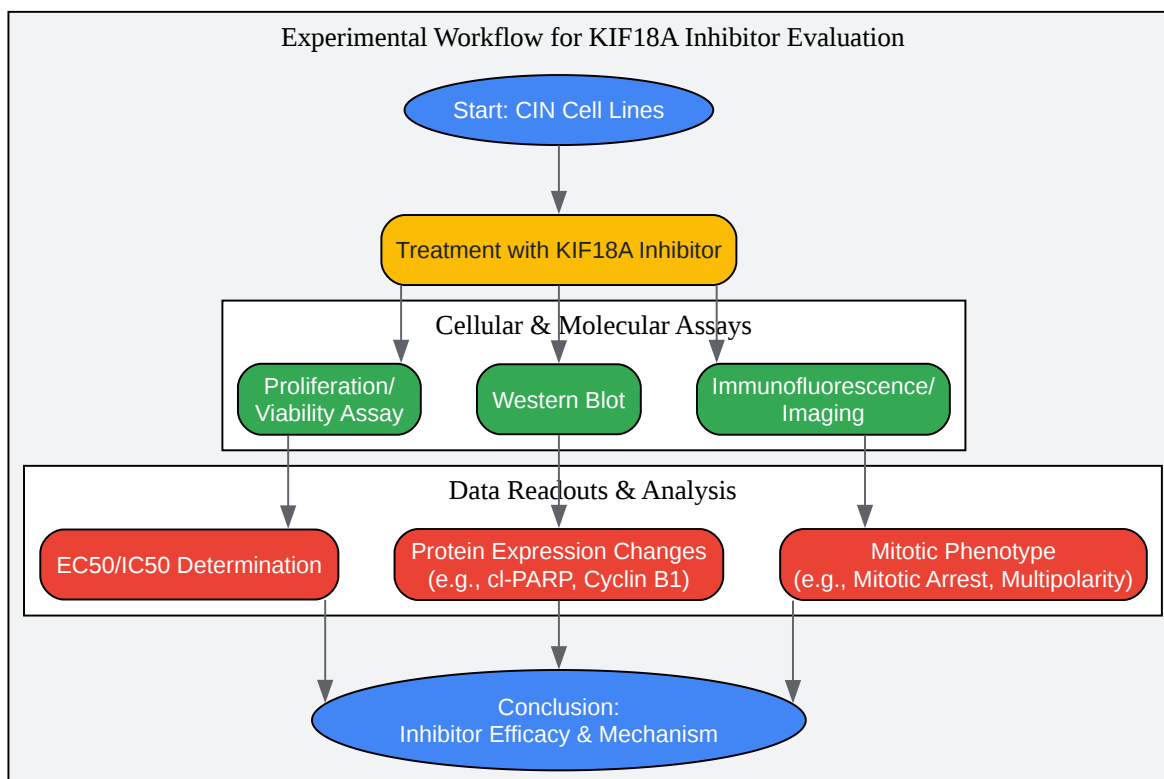 Experimental Workflow for KIF18A Inhibitor Evaluation
Start: CIN Cell Lines
Treatment with KIF18A Inhibitor
Cellular & Molecular Assays
Proliferation/
Viability Assay
Western Blot
Immunofluorescence/
Imaging
Data Readouts & Analysis
EC50/IC50 Determination
Protein Expression Changes
(e.g., cl-PARP, Cyclin B1)
Mitotic Phenotype
(e.g., Mitotic Arrest, Multipolarity)
Conclusion:
Inhibitor Efficacy & Mechanism